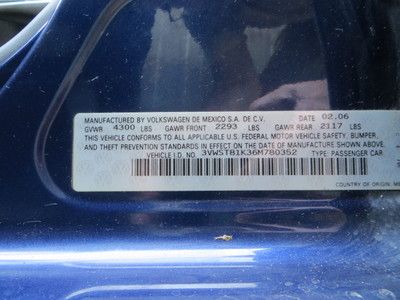 MANUFACTURED BY VOLKSWAGEN DE MEXICO S.A. DE C.V. DATE 02.06
GVWR 4300 LBS GAWR FRONT 2293 LBS GAWR REAR 2117 LBS
THIS VEHICLE CONFORMS TO ALL APPLICABLE U.S. FEDERAL MOTOR VEHICLE SAFETY, BUMPER,
AND THEFT PREVENTION STANDARDS IN EFFECT ON THE DATE OF MANUFACTURE SHOWN ABOVE.
VEHICLE I.D. NO. 3VWST81K36M780352 TYPE: PASSENGER CAR
COUNTRY OF ORIGIN: